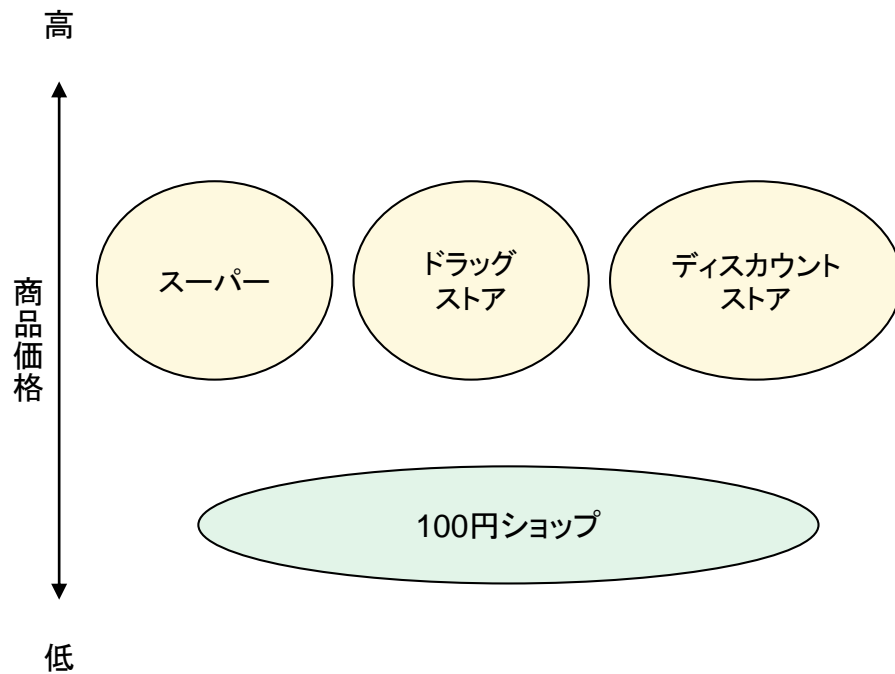 高
商品価格
スーパー
ドラッグ
ストア
ディスカウント
ストア
100円ショップ
低